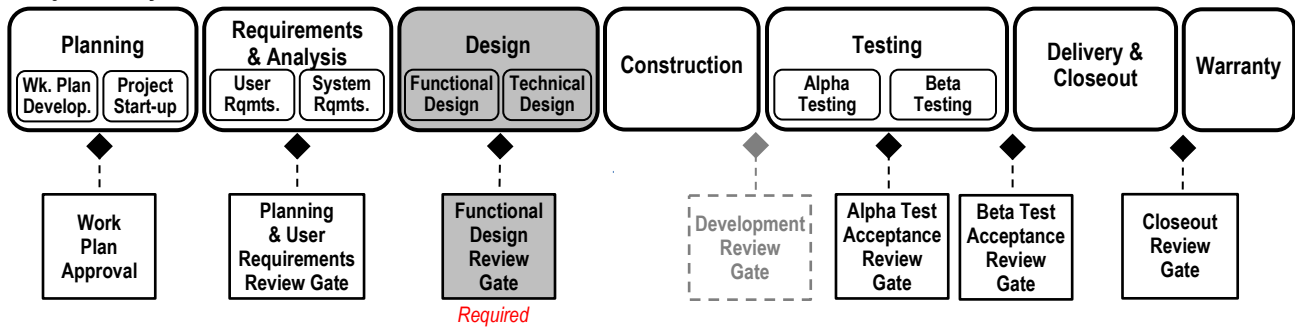 Planning
Wk. Plan
Develop.
Project
Start-up
Requirements
& Analysis
User
Rqmts.
System
Rqmts.
Design
Functional
Design
Technical
Design
Construction
Testing
Alpha
Testing
Beta
Testing
Delivery &
Closeout
Warranty
Work
Plan
Approval
Planning
& User
Requirements
Review Gate
Functional
Design
Review
Gate
Required
Development
Review
Gate
Alpha Test
Acceptance
Review
Gate
Beta Test
Acceptance
Review
Gate
Closeout
Review
Gate